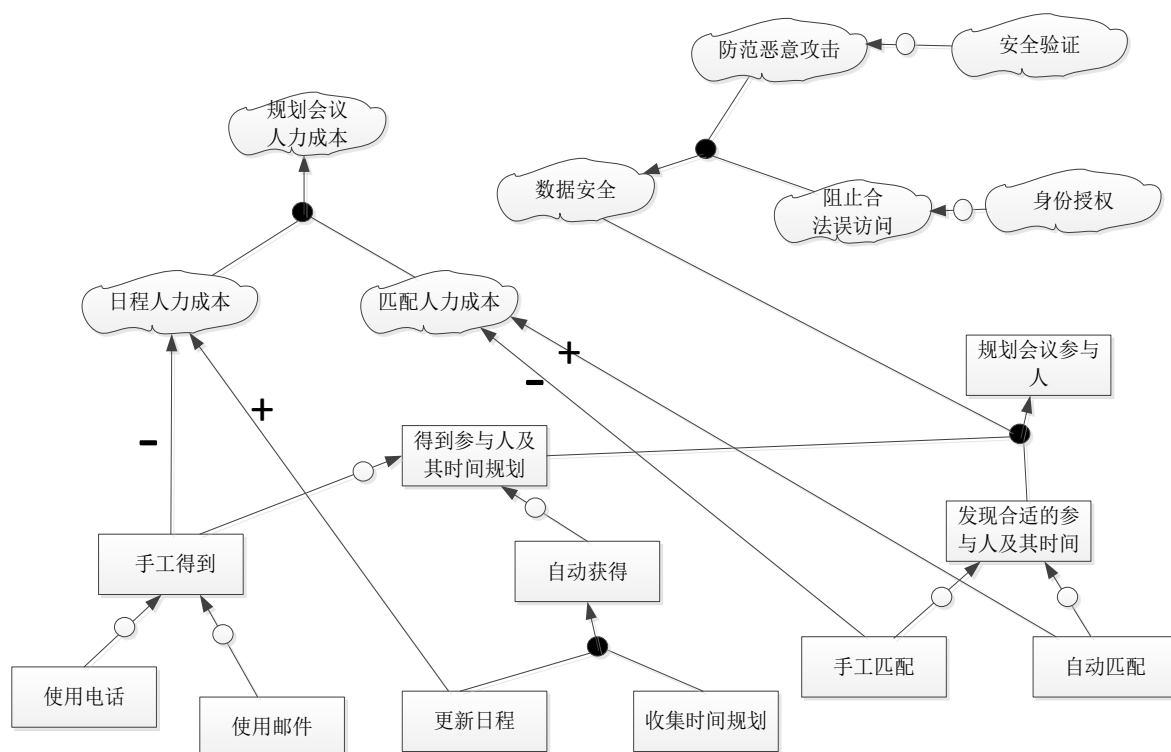 防范恶意攻击
安全验证
规划会议
人力成本
数据安全
阻止合
法误访问
身份授权
日程人力成本
匹配人力成本
规划会议参与
人
+
-
+
-
得到参与人及
其时间规划
发现合适的参
与人及其时间
手工得到
自动获得
手工匹配
自动匹配
使用电话
使用邮件
更新日程
收集时间规划